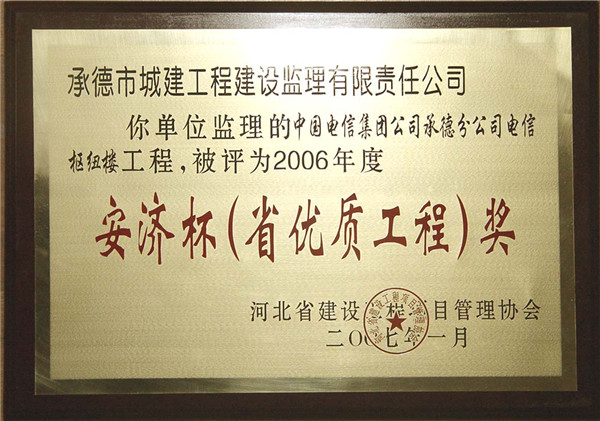 承德市城建工程建设监理有限责任公司
你单位监理的中国电信集团公司承德分公司电信
枢纽楼工程,被评为2006年度
安济杯(省优质工程)奖
河北省建设工程项目管理协会
二〇〇七年一月